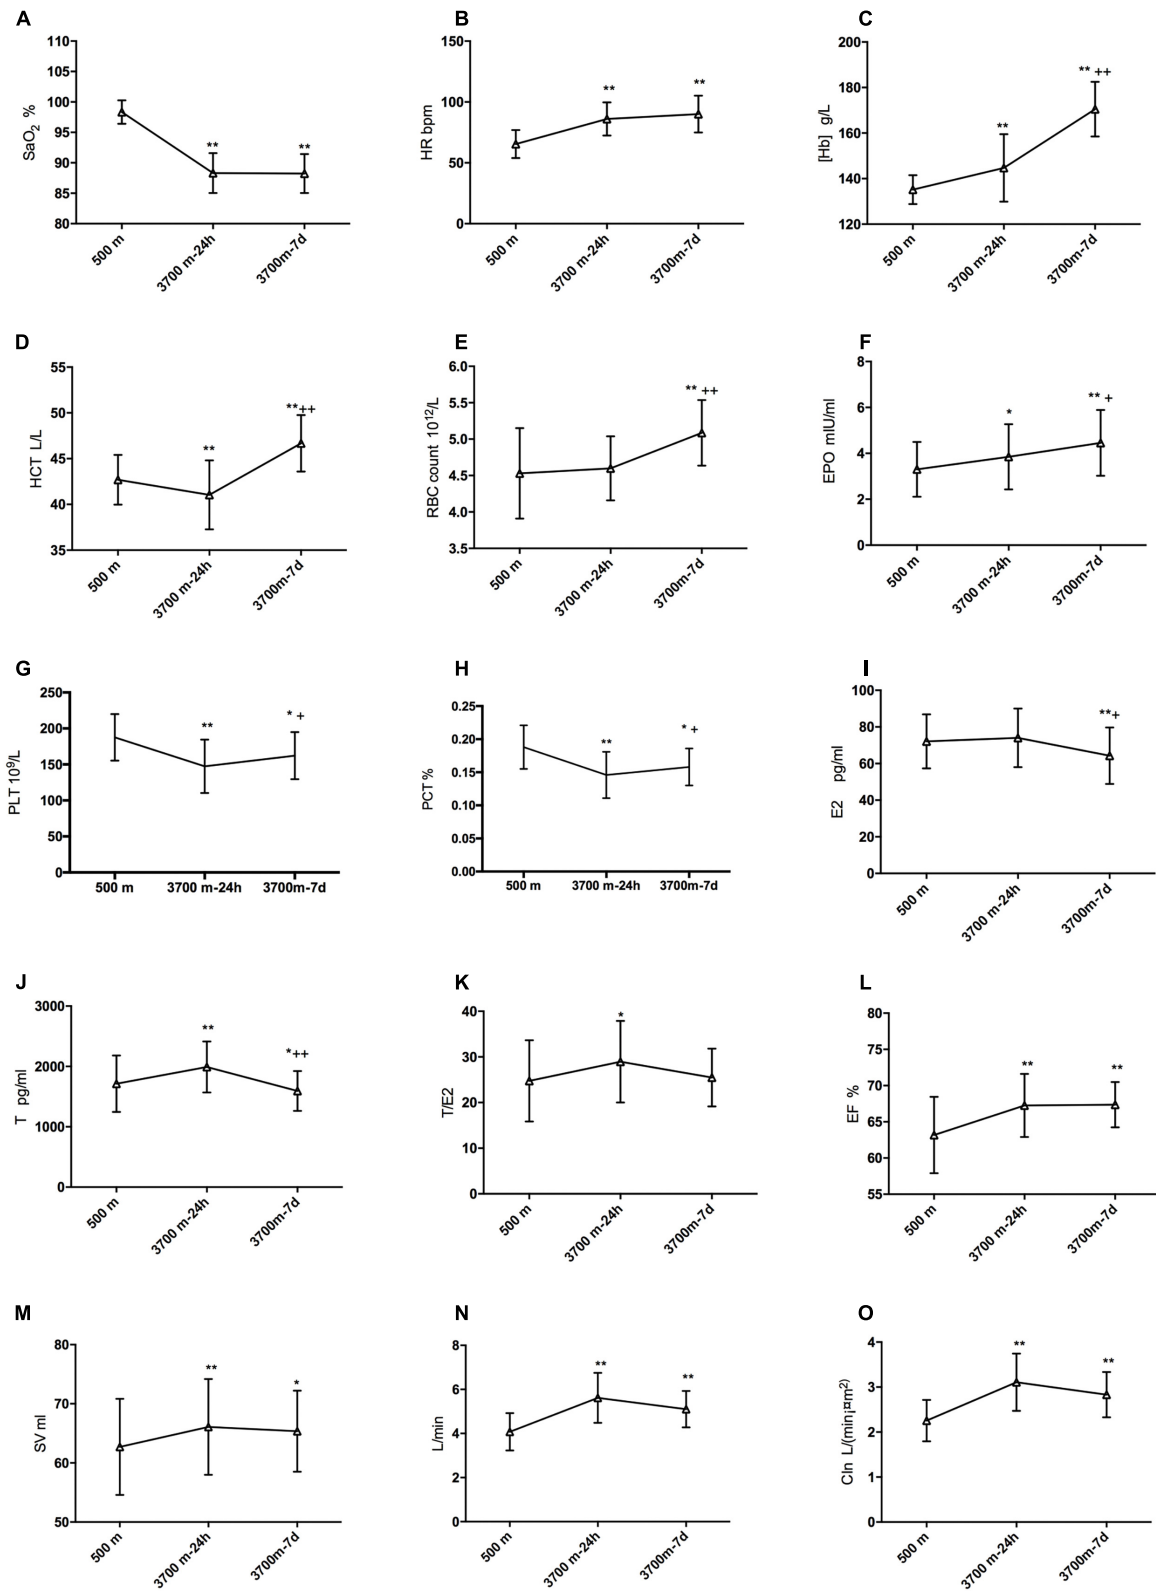 A
SaO2 %
110
105
100
95
90
85
80
**
**
500 m
3700 m-24h
3700m-7d
B
HR bpm
150
100
50
0
**
**
500 m
3700 m-24h
3700m-7d
C
[Hb] g/L
200
180
160
140
120
**
** ++
500 m
3700 m-24h
3700m-7d
D
HCT L/L
55
50
45
40
35
**
**++
500 m
3700 m-24h
3700m-7d
E
RBC count 10^12/L
6.0
5.5
5.0
4.5
4.0
3.5
** ++
500 m
3700 m-24h
3700m-7d
F
EPO mIU/ml
8
6
4
2
0
*
** +
500 m
3700 m-24h
3700m-7d
G
PLT 10^9/L
250
200
150
100
50
0
**
* +
500 m
3700 m-24h
3700m-7d
H
PCT %
0.25
0.20
0.15
0.10
0.05
0.00
**
* +
500 m
3700 m-24h
3700m-7d
I
E2 pg/ml
100
80
60
40
20
0
**+
500 m
3700 m-24h
3700m-7d
J
T pg/ml
3000
2000
1000
0
**
*++
500 m
3700 m-24h
3700m-7d
K
T/E2
40
30
20
10
0
*
500 m
3700 m-24h
3700m-7d
L
EF %
80
75
70
65
60
55
**
**
500 m
3700 m-24h
3700m-7d
M
SV ml
80
70
60
50
**
*
500 m
3700 m-24h
3700m-7d
N
L/min
8
6
4
2
0
**
**
500 m
3700 m-24h
3700m-7d
O
CIn L/(min¡¤m²)
4
3
2
1
0
**
**
500 m
3700 m-24h
3700m-7d